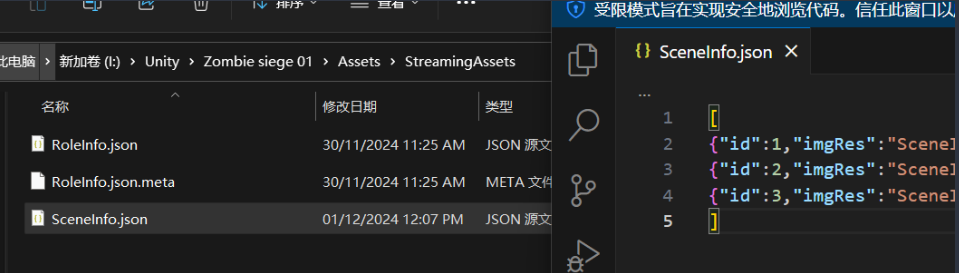 排序
查看
...
此电脑 > 新加卷 (I:) > Unity > Zombie siege 01 > Assets > StreamingAssets
名称 修改日期 类型
RoleInfo.json 30/11/2024 11:25 AM JSON 源文
RoleInfo.json.meta 30/11/2024 11:25 AM META 文件
SceneInfo.json 01/12/2024 12:07 PM JSON 源文
受限模式旨在实现安全地浏览代码。信任此窗口以
{} SceneInfo.json ×
...
1 [
2 {"id":1,"imgRes":"SceneI
3 {"id":2,"imgRes":"SceneI
4 {"id":3,"imgRes":"SceneI
5 ]